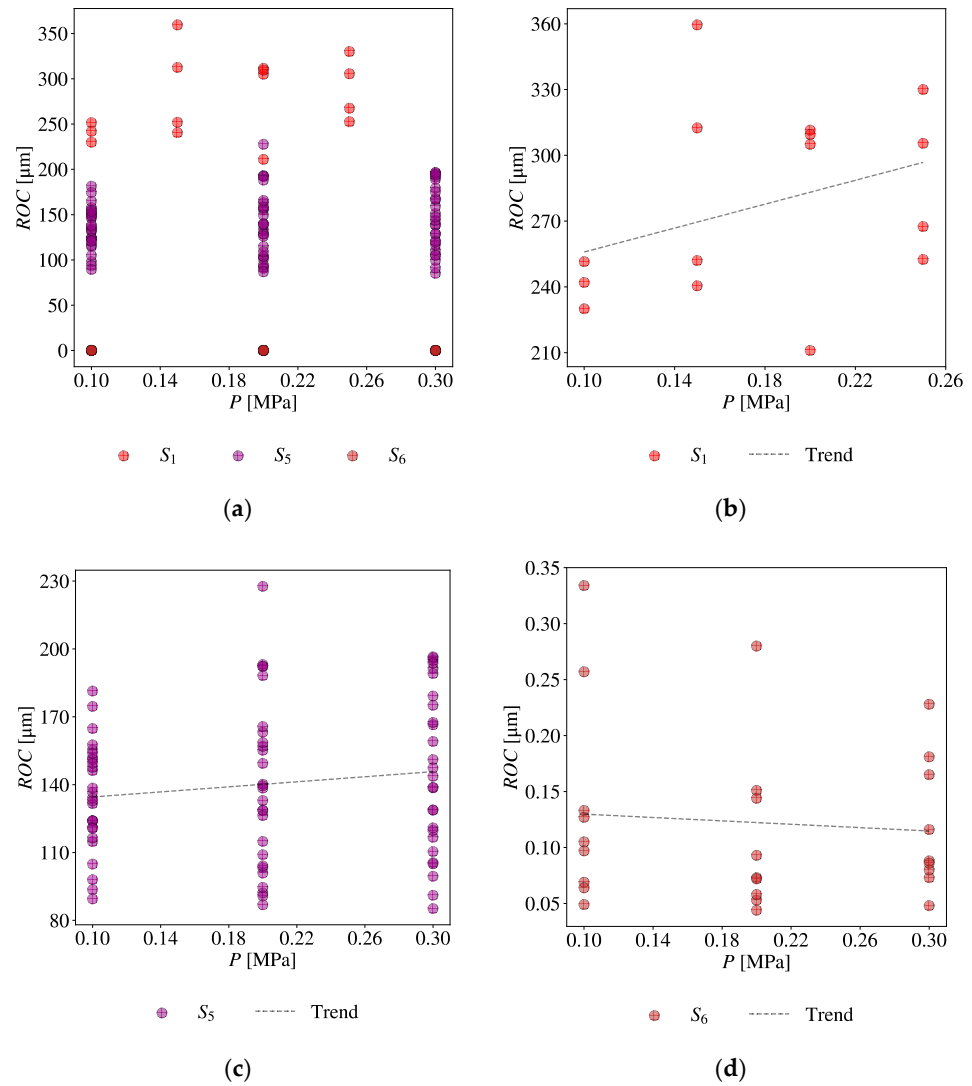 350
300
250
200
150
100
50
0
ROC [µm]
0.10 0.14 0.18 0.22 0.26 0.30
P [MPa]
S1 S5 S6
(a)
360
330
300
270
240
210
ROC [µm]
0.10 0.14 0.18 0.22 0.26
P [MPa]
S1 Trend
(b)
230
200
170
140
110
80
ROC [µm]
0.10 0.14 0.18 0.22 0.26 0.30
P [MPa]
S5 Trend
(c)
0.35
0.30
0.25
0.20
0.15
0.10
0.05
ROC [µm]
0.10 0.14 0.18 0.22 0.26 0.30
P [MPa]
S6 Trend
(d)